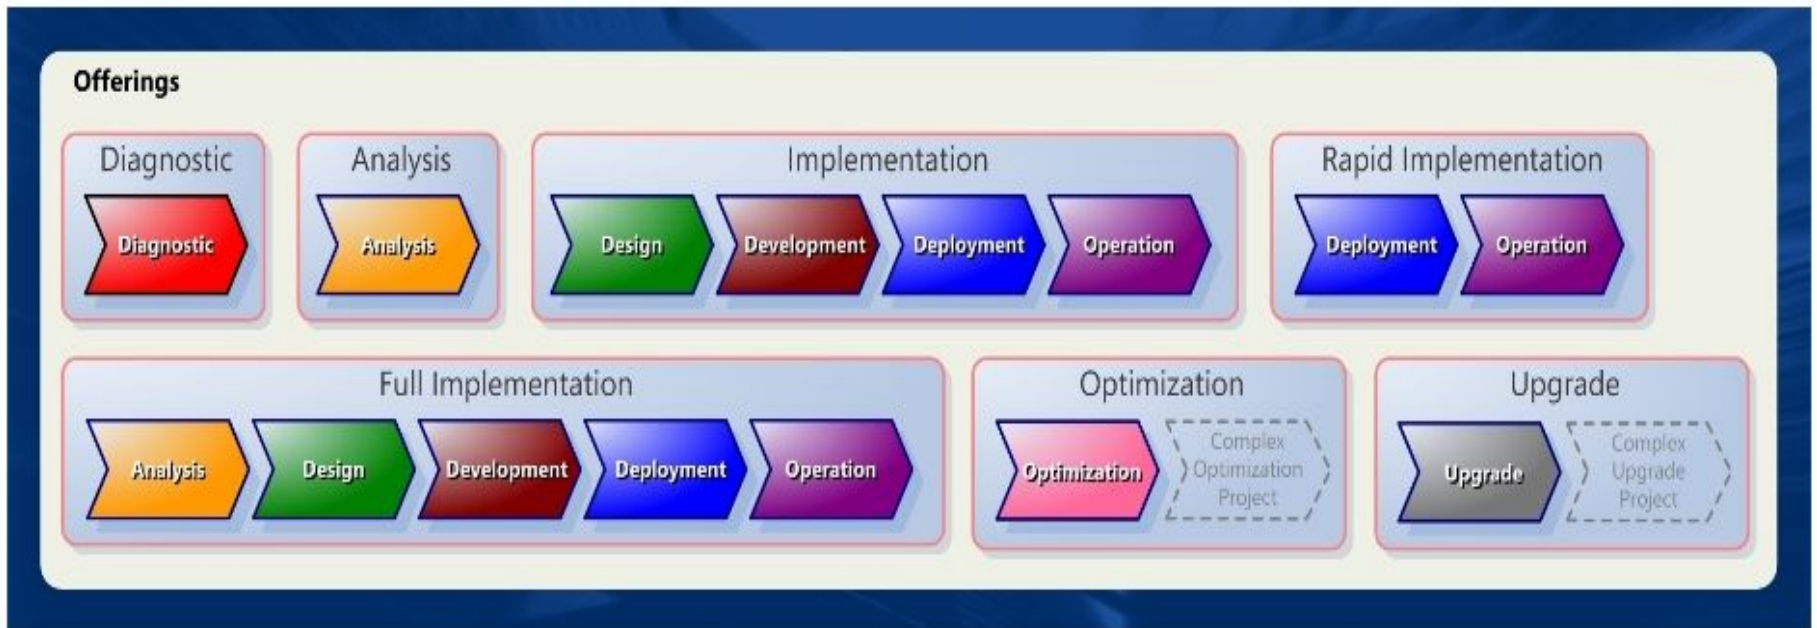 Offerings
Diagnostic
Diagnostic
Analysis
Analysis
Implementation
Design
Development
Deployment
Operation
Rapid Implementation
Deployment
Operation
Full Implementation
Analysis
Design
Development
Deployment
Operation
Optimization
Optimization
Complex
Optimization
Project
Upgrade
Upgrade
Complex
Upgrade
Project